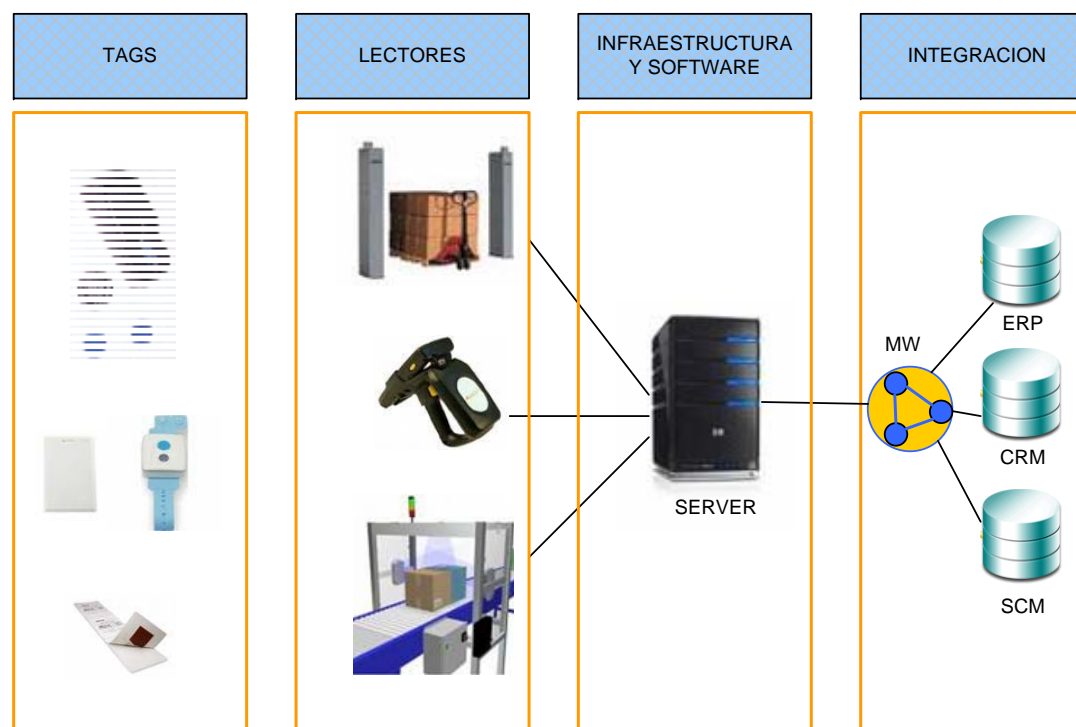 TAGS
LECTORES
INFRAESTRUCTURA
Y SOFTWARE
INTEGRACION
ERP
MW
CRM
SERVER
SCM